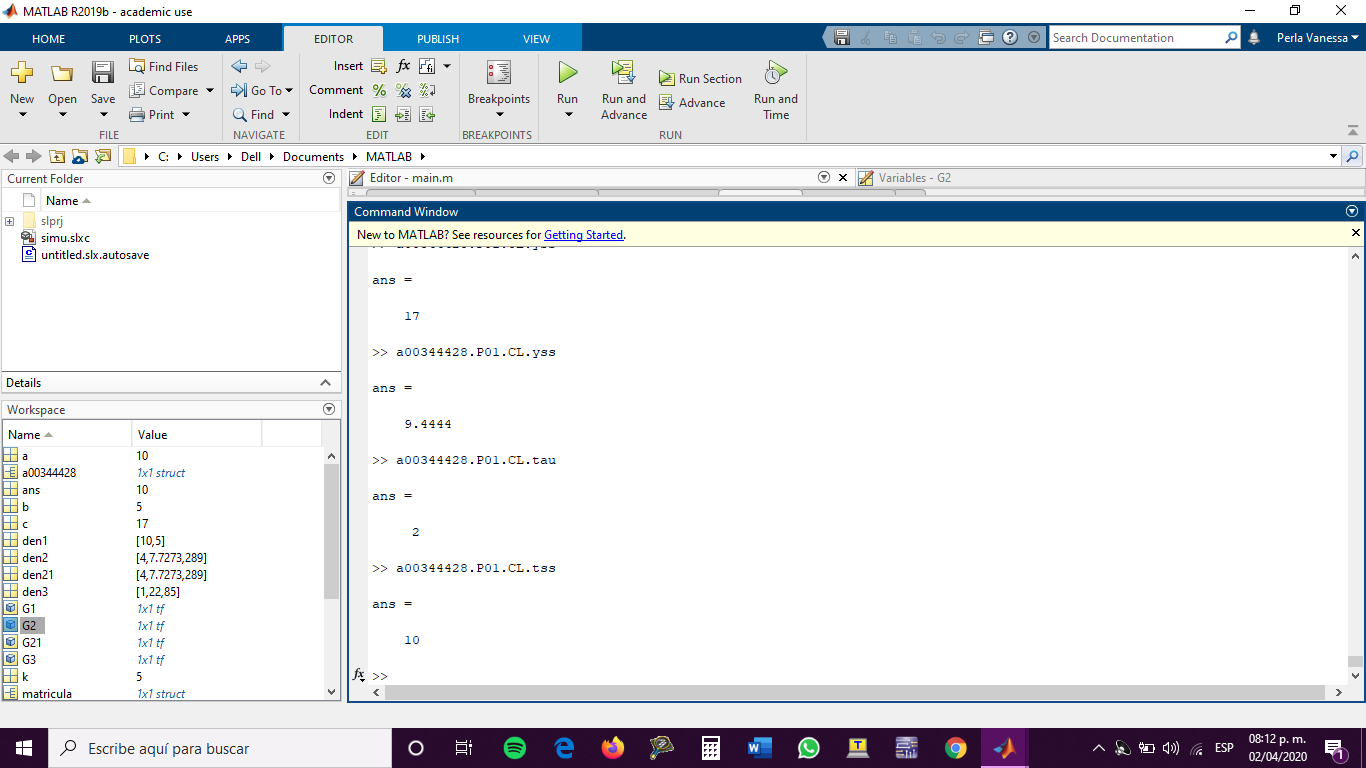 MATLAB R2019b - academic use
HOME PLOTS APPS EDITOR PUBLISH VIEW Search Documentation Perla Vanessa
New Open Save Find Files Compare Print
Go To Find
Insert fx
Comment
Indent
Breakpoints
Run
Run and Advance
Run Section
Advance
Run and Time
FILE NAVIGATE EDIT BREAKPOINTS RUN
C: Users Dell Documents MATLAB
Current Folder
Name
slprj
simu.slxc
untitled.slx.autosave
Details
Workspace
Name Value
a 10
a00344428 1x1 struct
ans 10
b 5
c 17
den1 [10,5]
den2 [4,7.7273,289]
den21 [4,7.7273,289]
den3 [1,22,85]
G1 1x1 tf
G2 1x1 tf
G21 1x1 tf
G3 1x1 tf
k 5
matricula 1x1 struct
Editor - main.m Variables - G2
Command Window
New to MATLAB? See resources for Getting Started.
ans =
17
>> a00344428.P01.CL.yss
ans =
9.4444
>> a00344428.P01.CL.tau
ans =
2
>> a00344428.P01.CL.tss
ans =
10
fx >>
Escribe aquí para buscar
ESP
08:12 p. m.
02/04/2020
1